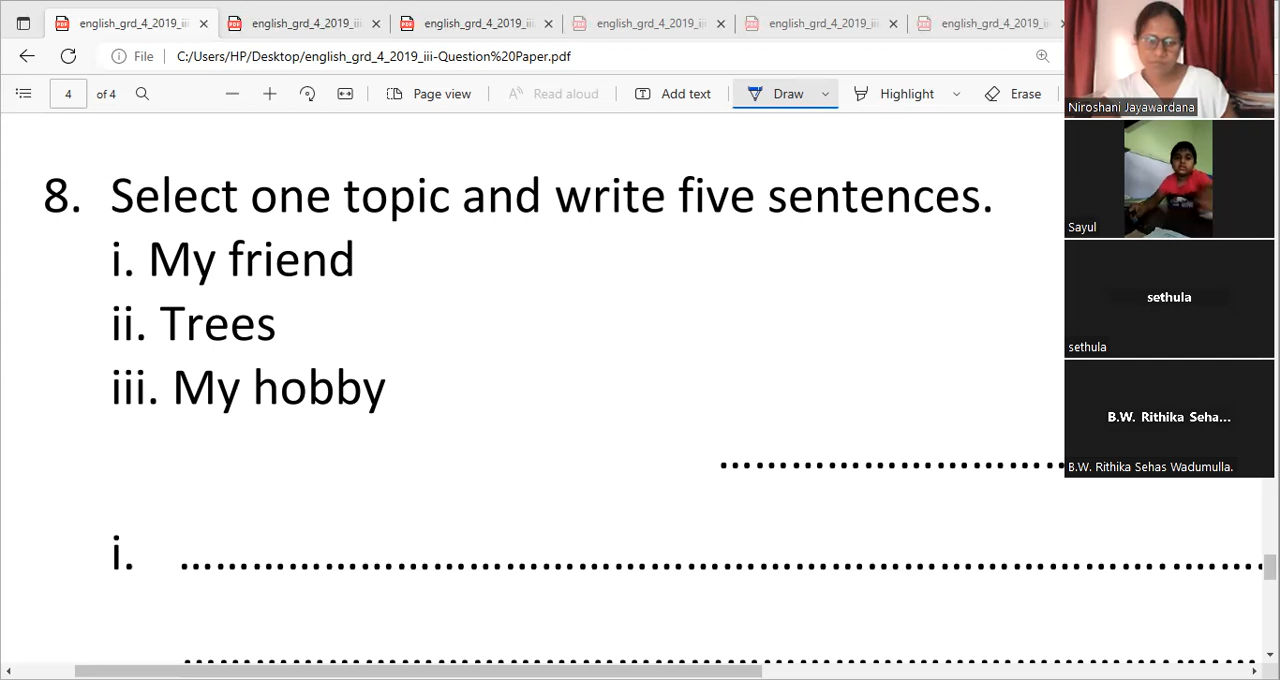 english_grd_4_2019_iii
english_grd_4_2019_iii
english_grd_4_2019_iii
english_grd_4_2019_iii
english_grd_4_2019_iii
english_grd_4_2019_ii
File C:/Users/HP/Desktop/english_grd_4_2019_iii-Question%20Paper.pdf
4 of 4 Page view Read aloud Add text Draw Highlight Erase
8. Select one topic and write five sentences.
i. My friend
ii. Trees
iii. My hobby
..............................
i. ..........................................................................................
..........................................................................................
Niroshani Jayawardana
Sayul
sethula
sethula
B.W. Rithika Seha...
B.W. Rithika Sehas Wadumulla.